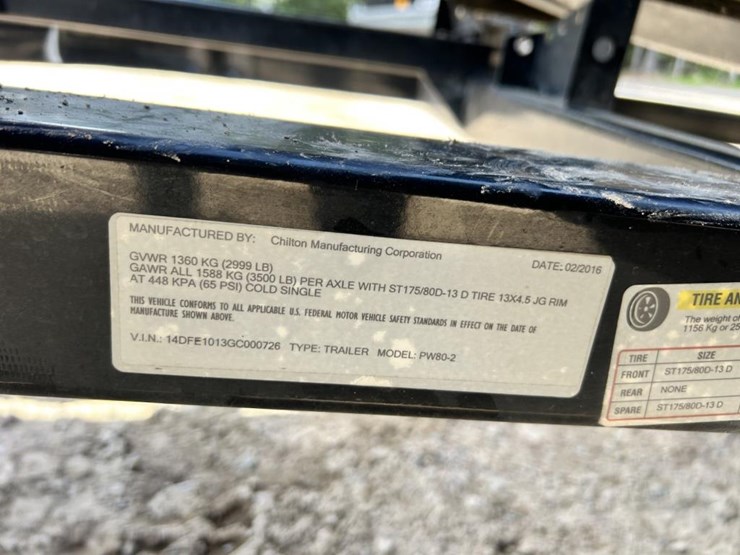 MANUFACTURED BY: Chilton Manufacturing Corporation DATE: 02/2016
GVWR 1360 KG (2999 LB)
GAWR ALL 1588 KG (3500 LB) PER AXLE WITH ST175/80D-13 D TIRE 13X4.5 JG RIM
AT 448 KPA (65 PSI) COLD SINGLE
THIS VEHICLE CONFORMS TO ALL APPLICABLE U.S. FEDERAL MOTOR VEHICLE SAFETY STANDARDS IN EFFECT ON THE DATE OF
MANUFACTURE SHOWN ABOVE.
V.I.N.: 14DFE1013GC000726 TYPE: TRAILER MODEL: PW80-2
TIRE AN
The weight of
1156 Kg or 25
TIRE SIZE
FRONT ST175/80D-13 D
REAR NONE
SPARE ST175/80D-13 D